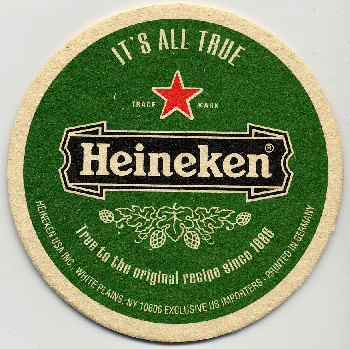 IT'S ALL TRUE
TRADE MARK
Heineken®
True to the original recipe since 1886
HEINEKEN USA INC. WHITE PLAINS, NY 10606 EXCLUSIVE US IMPORTERS · PRINTED IN GERMANY